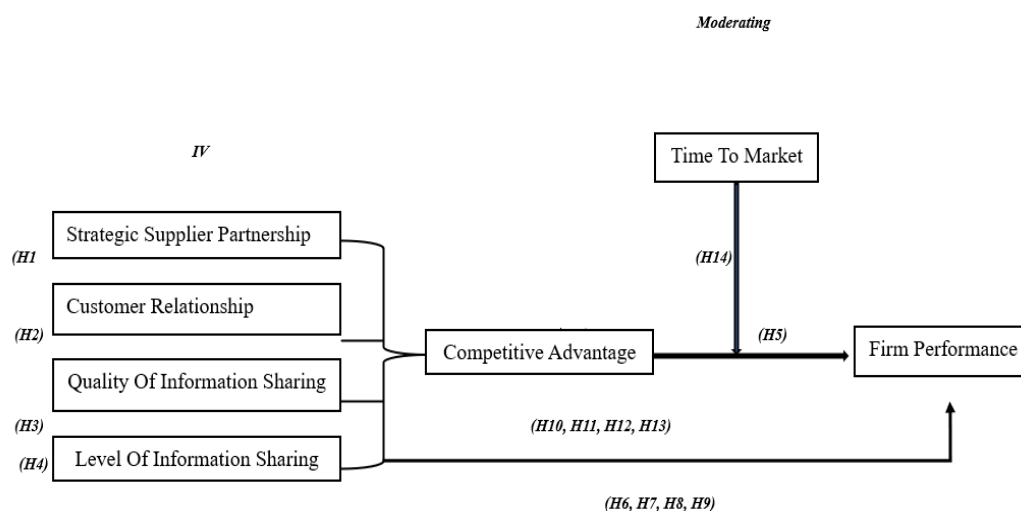 Moderating
IV
Time To Market
Strategic Supplier Partnership
(H1
(H14)
Customer Relationship
(H2)
(H5)
Competitive Advantage
Firm Performance
Quality Of Information Sharing
(H3)
(H10, H11, H12, H13)
(H4)
Level Of Information Sharing
(H6, H7, H8, H9)